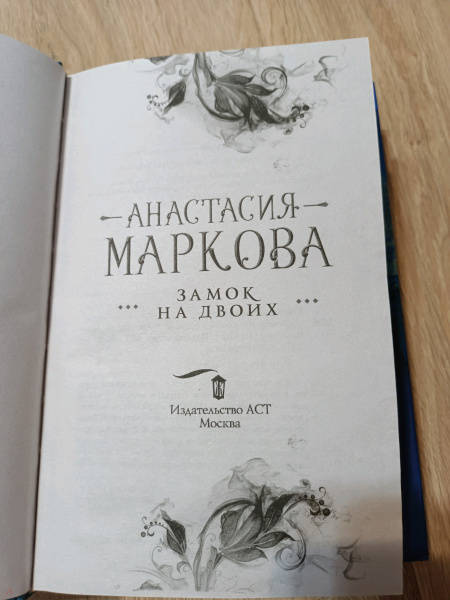 АНАСТАСИЯ
МАРКОВА
ЗАМОК
НА ДВОИХ
Издательство АСТ
Москва